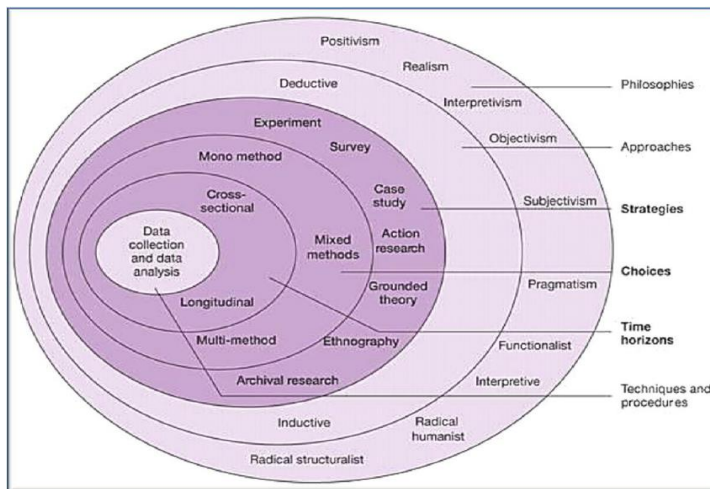 Positivism
Realism
Philosophies
Deductive
Interpretivism
Experiment
Objectivism
Survey
Approaches
Mono method
Case
study
Subjectivism
Strategies
Cross-
sectional
Data
collection
and data
analysis
Mixed
methods
Action
research
Choices
Grounded
theory
Pragmatism
Longitudinal
Time
horizons
Multi-method
Ethnography
Functionalist
Archival research
Interpretive
Techniques and
procedures
Inductive
Radical
humanist
Radical structuralist